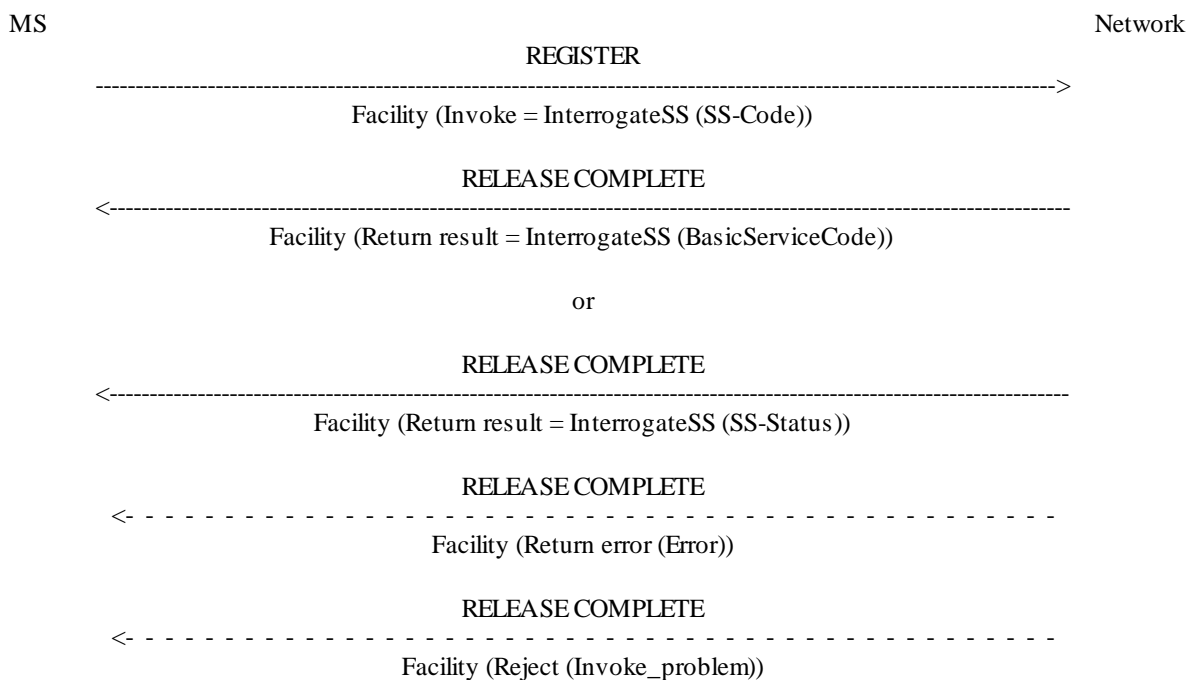 MS Network
REGISTER
------------------------------------------------------------------------------------------------------------------------>
Facility (Invoke = InterrogateSS (SS-Code))
RELEASE COMPLETE
<------------------------------------------------------------------------------------------------------------------------
Facility (Return result = InterrogateSS (BasicServiceCode))
or
RELEASE COMPLETE
<------------------------------------------------------------------------------------------------------------------------
Facility (Return result = InterrogateSS (SS-Status))
RELEASE COMPLETE
<- - - - - - - - - - - - - - - - - - - - - - - - - - - - - - - - - - - - - - - - - - - - - - - -
Facility (Return error (Error))
RELEASE COMPLETE
<- - - - - - - - - - - - - - - - - - - - - - - - - - - - - - - - - - - - - - - - - - - - - - - -
Facility (Reject (Invoke_problem))